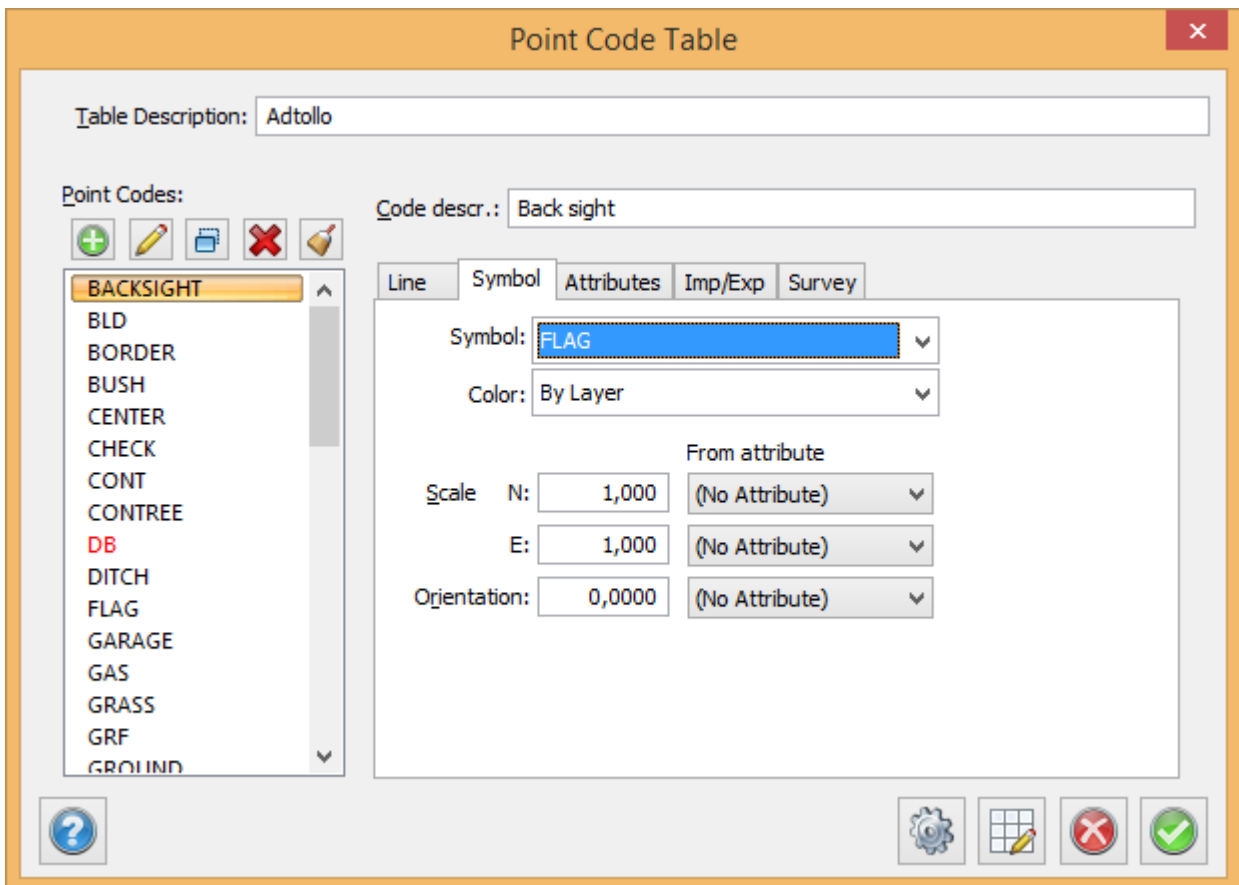 Point Code Table
Table Description: Adtollo
Point Codes:
Code descr.: Back sight
BACKSIGHT
BLD
BORDER
BUSH
CENTER
CHECK
CONT
CONTREE
DB
DITCH
FLAG
GARAGE
GAS
GRASS
GRF
GROUND
Line Symbol Attributes Imp/Exp Survey
Symbol: FLAG
Color: By Layer
From attribute
Scale N: 1,000 (No Attribute)
E: 1,000 (No Attribute)
Orientation: 0,0000 (No Attribute)